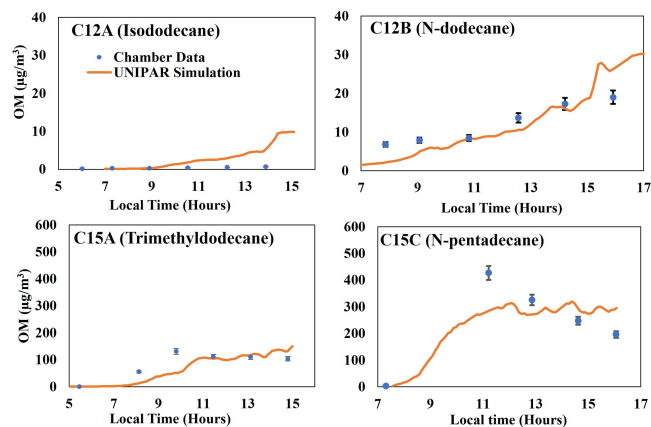 C12A (Isododecane)
Chamber Data
UNIPAR Simulation
OM (µg/m³)
40
30
20
10
0
5 7 9 11 13 15
Local Time (Hours)
C12B (N-dodecane)
OM (µg/m³)
40
30
20
10
0
7 9 11 13 15 17
Local Time (Hours)
C15A (Trimethyldodecane)
OM (µg/m³)
600
500
400
300
200
100
0
5 7 9 11 13 15
Local Time (Hours)
C15C (N-pentadecane)
600
500
400
300
200
100
0
7 9 11 13 15 17
Local time (Hours)